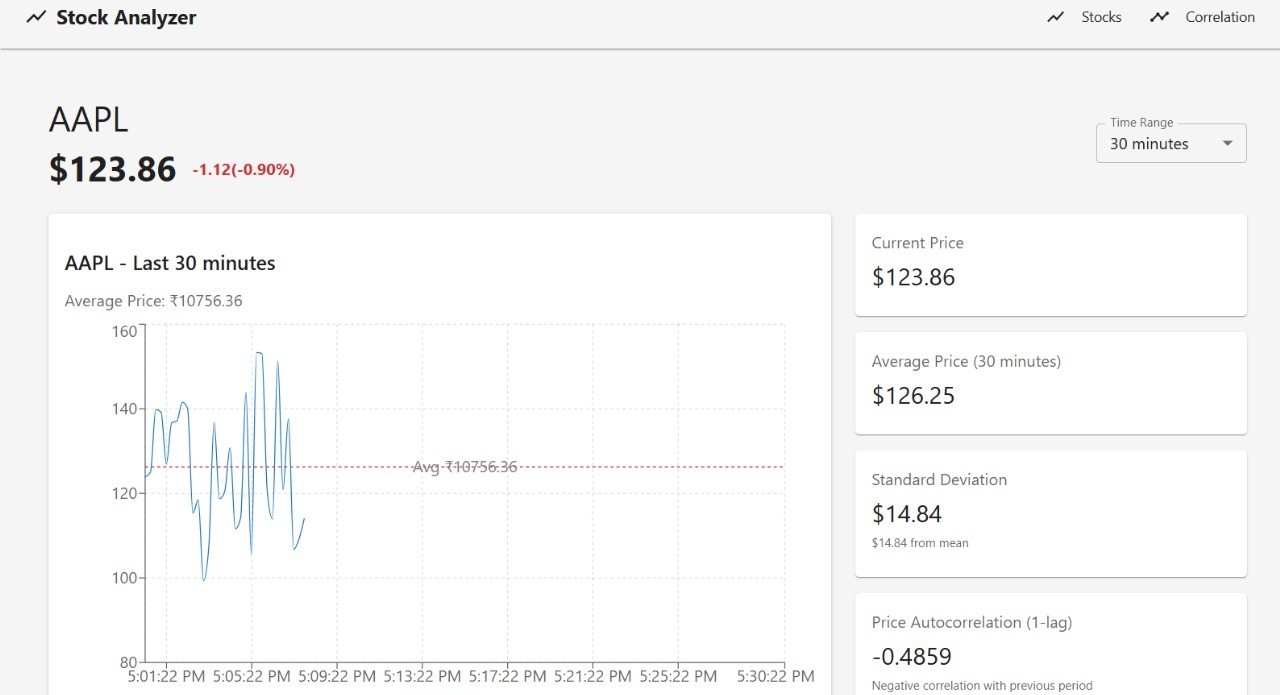 Stock Analyzer
Stocks
Correlation
AAPL
$123.86 -1.12(-0.90%)
Time Range
30 minutes
AAPL - Last 30 minutes
Average Price: ₹10756.36
160
140
120
100
80
Avg ₹10756.36
5:01:22 PM 5:05:22 PM 5:09:22 PM 5:13:22 PM 5:17:22 PM 5:21:22 PM 5:25:22 PM 5:30:22 PM
Current Price
$123.86
Average Price (30 minutes)
$126.25
Standard Deviation
$14.84
$14.84 from mean
Price Autocorrelation (1-lag)
-0.4859
Negative correlation with previous period